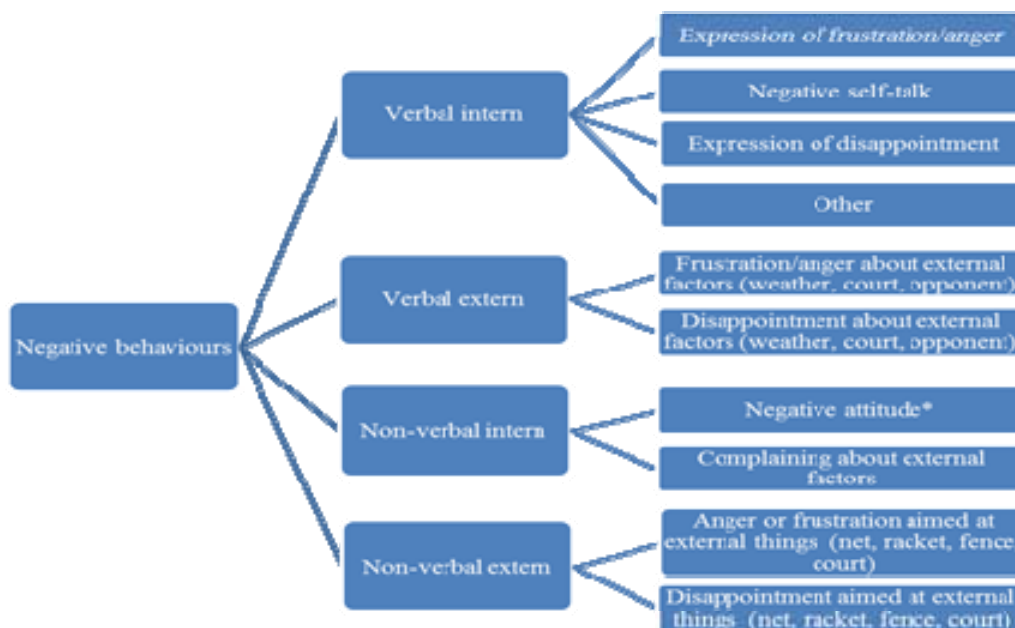 Negative behaviours
Verbal intern
Expression of frustration/anger
Negative self-talk
Expression of disappointment
Other
Verbal extern
Frustration/anger about external
factors (weather, court, opponent)
Disappointment about external
factors (weather, court, opponent)
Non-verbal intern
Negative attitude*
Complaining about external
factors
Non-verbal extern
Anger or frustration aimed at
external things (net, racket, fence
court)
Disappointment aimed at external
things (net, racket, fence, court)